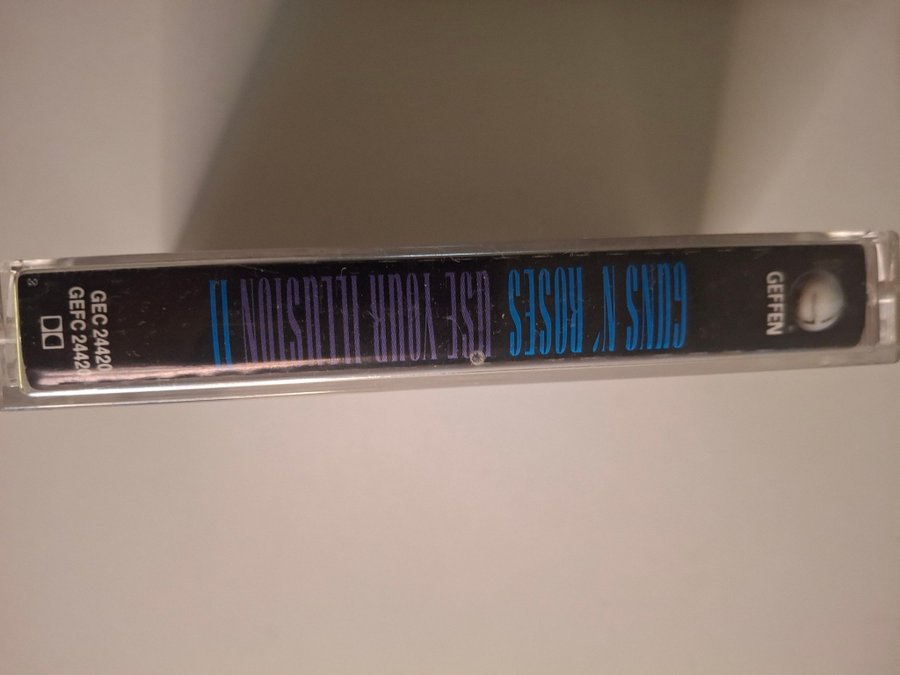 GEFFEN
GUNS N' ROSES USE YOUR ILLUSION II
GEC 24420
GEFC 24420